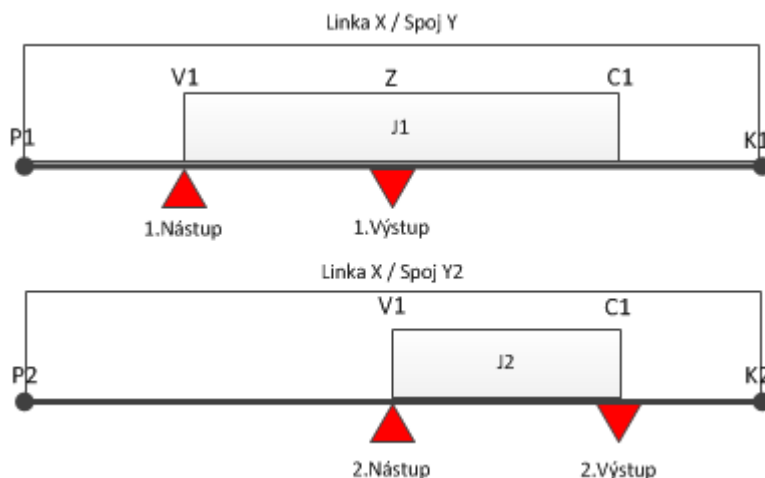 Linka X / Spoj Y
V1 Z C1
J1
P1 K1
1.Nástup 1.Výstup
Linka X / Spoj Y2
V1 C1
J2
P2 K2
2.Nástup 2.Výstup